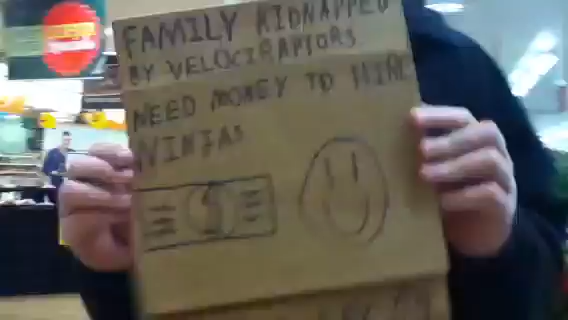 FAMILY KIDNAPPED
BY VELOCIRAPTORS
NEED MONEY TO HIRE
NINJAS